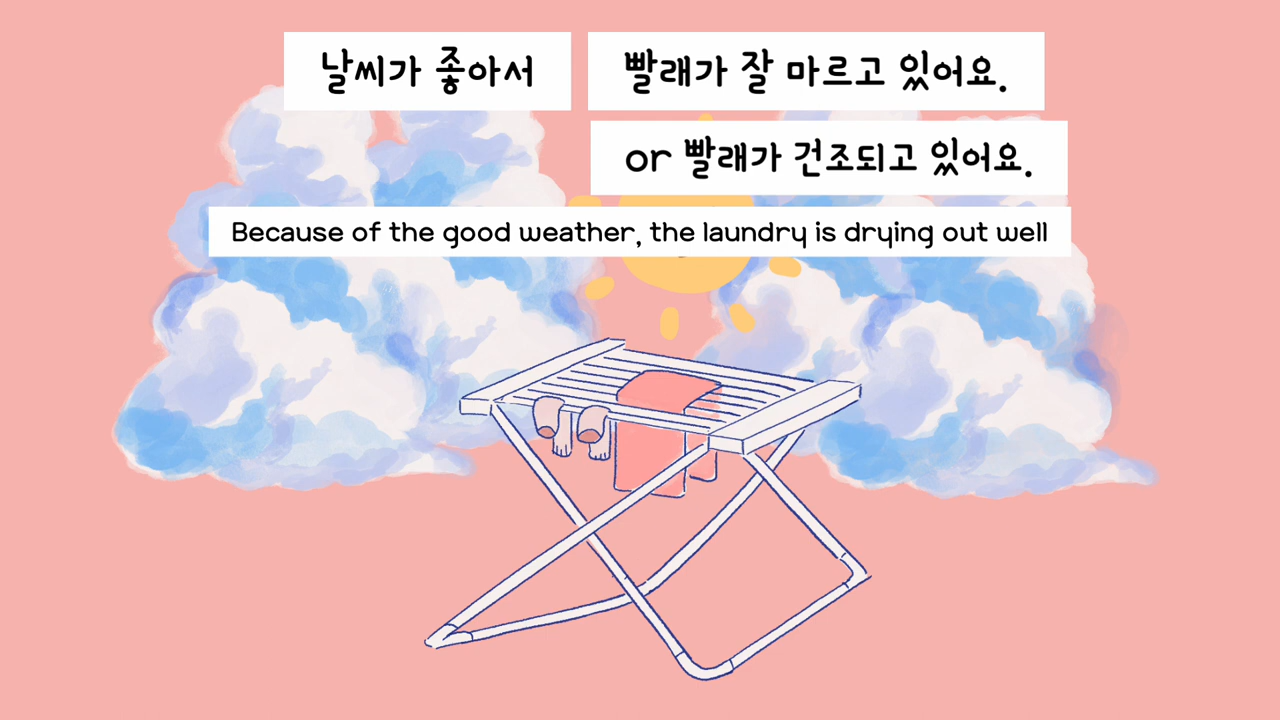 날씨가 좋아서 빨래가 잘 마르고 있어요.
or 빨래가 건조되고 있어요.
Because of the good weather, the laundry is drying out well